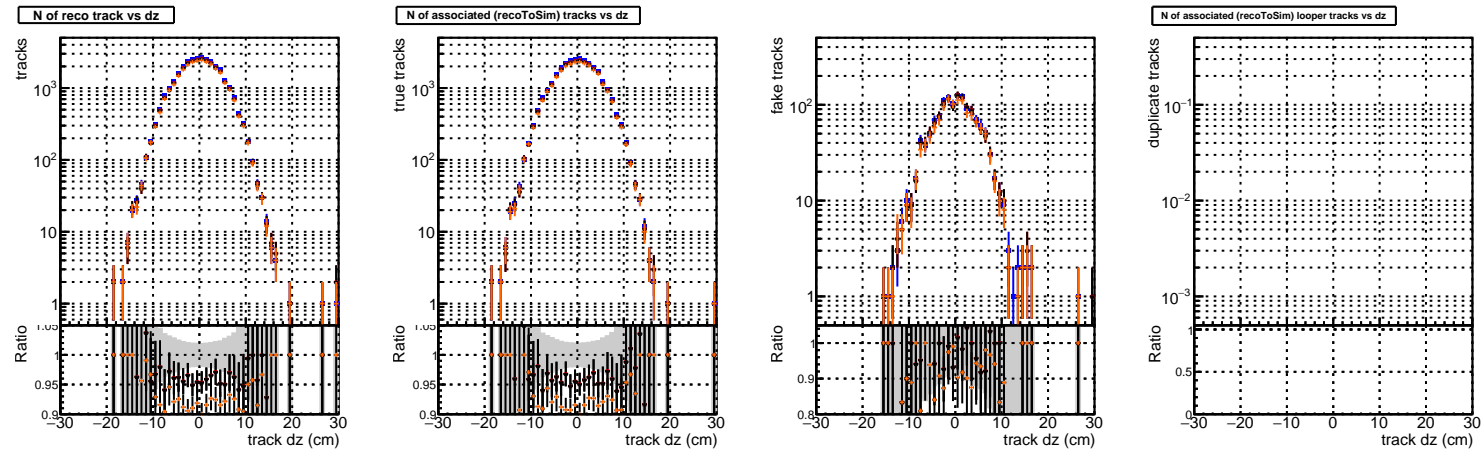 N of reco track vs dz
tracks
10³
10²
10
1
Ratio
1.05
1
0.95
0.9
−30 −20 −10 0 10 20 30
track dz (cm)
N of associated (recoToSim) tracks vs dz
true tracks
10³
10²
10
1
Ratio
1.05
1
0.95
0.9
−30 −20 −10 0 10 20 30
track dz (cm)
fake tracks
10²
10
1
Ratio
1
0.9
0.8
−30 −20 −10 0 10 20 30
track dz (cm)
N of associated (recoToSim) looper tracks vs dz
duplicate tracks
10⁻¹
10⁻²
10⁻³
Ratio
1
0.5
0
−30 −20 −10 0 10 20 30
track dz (cm)